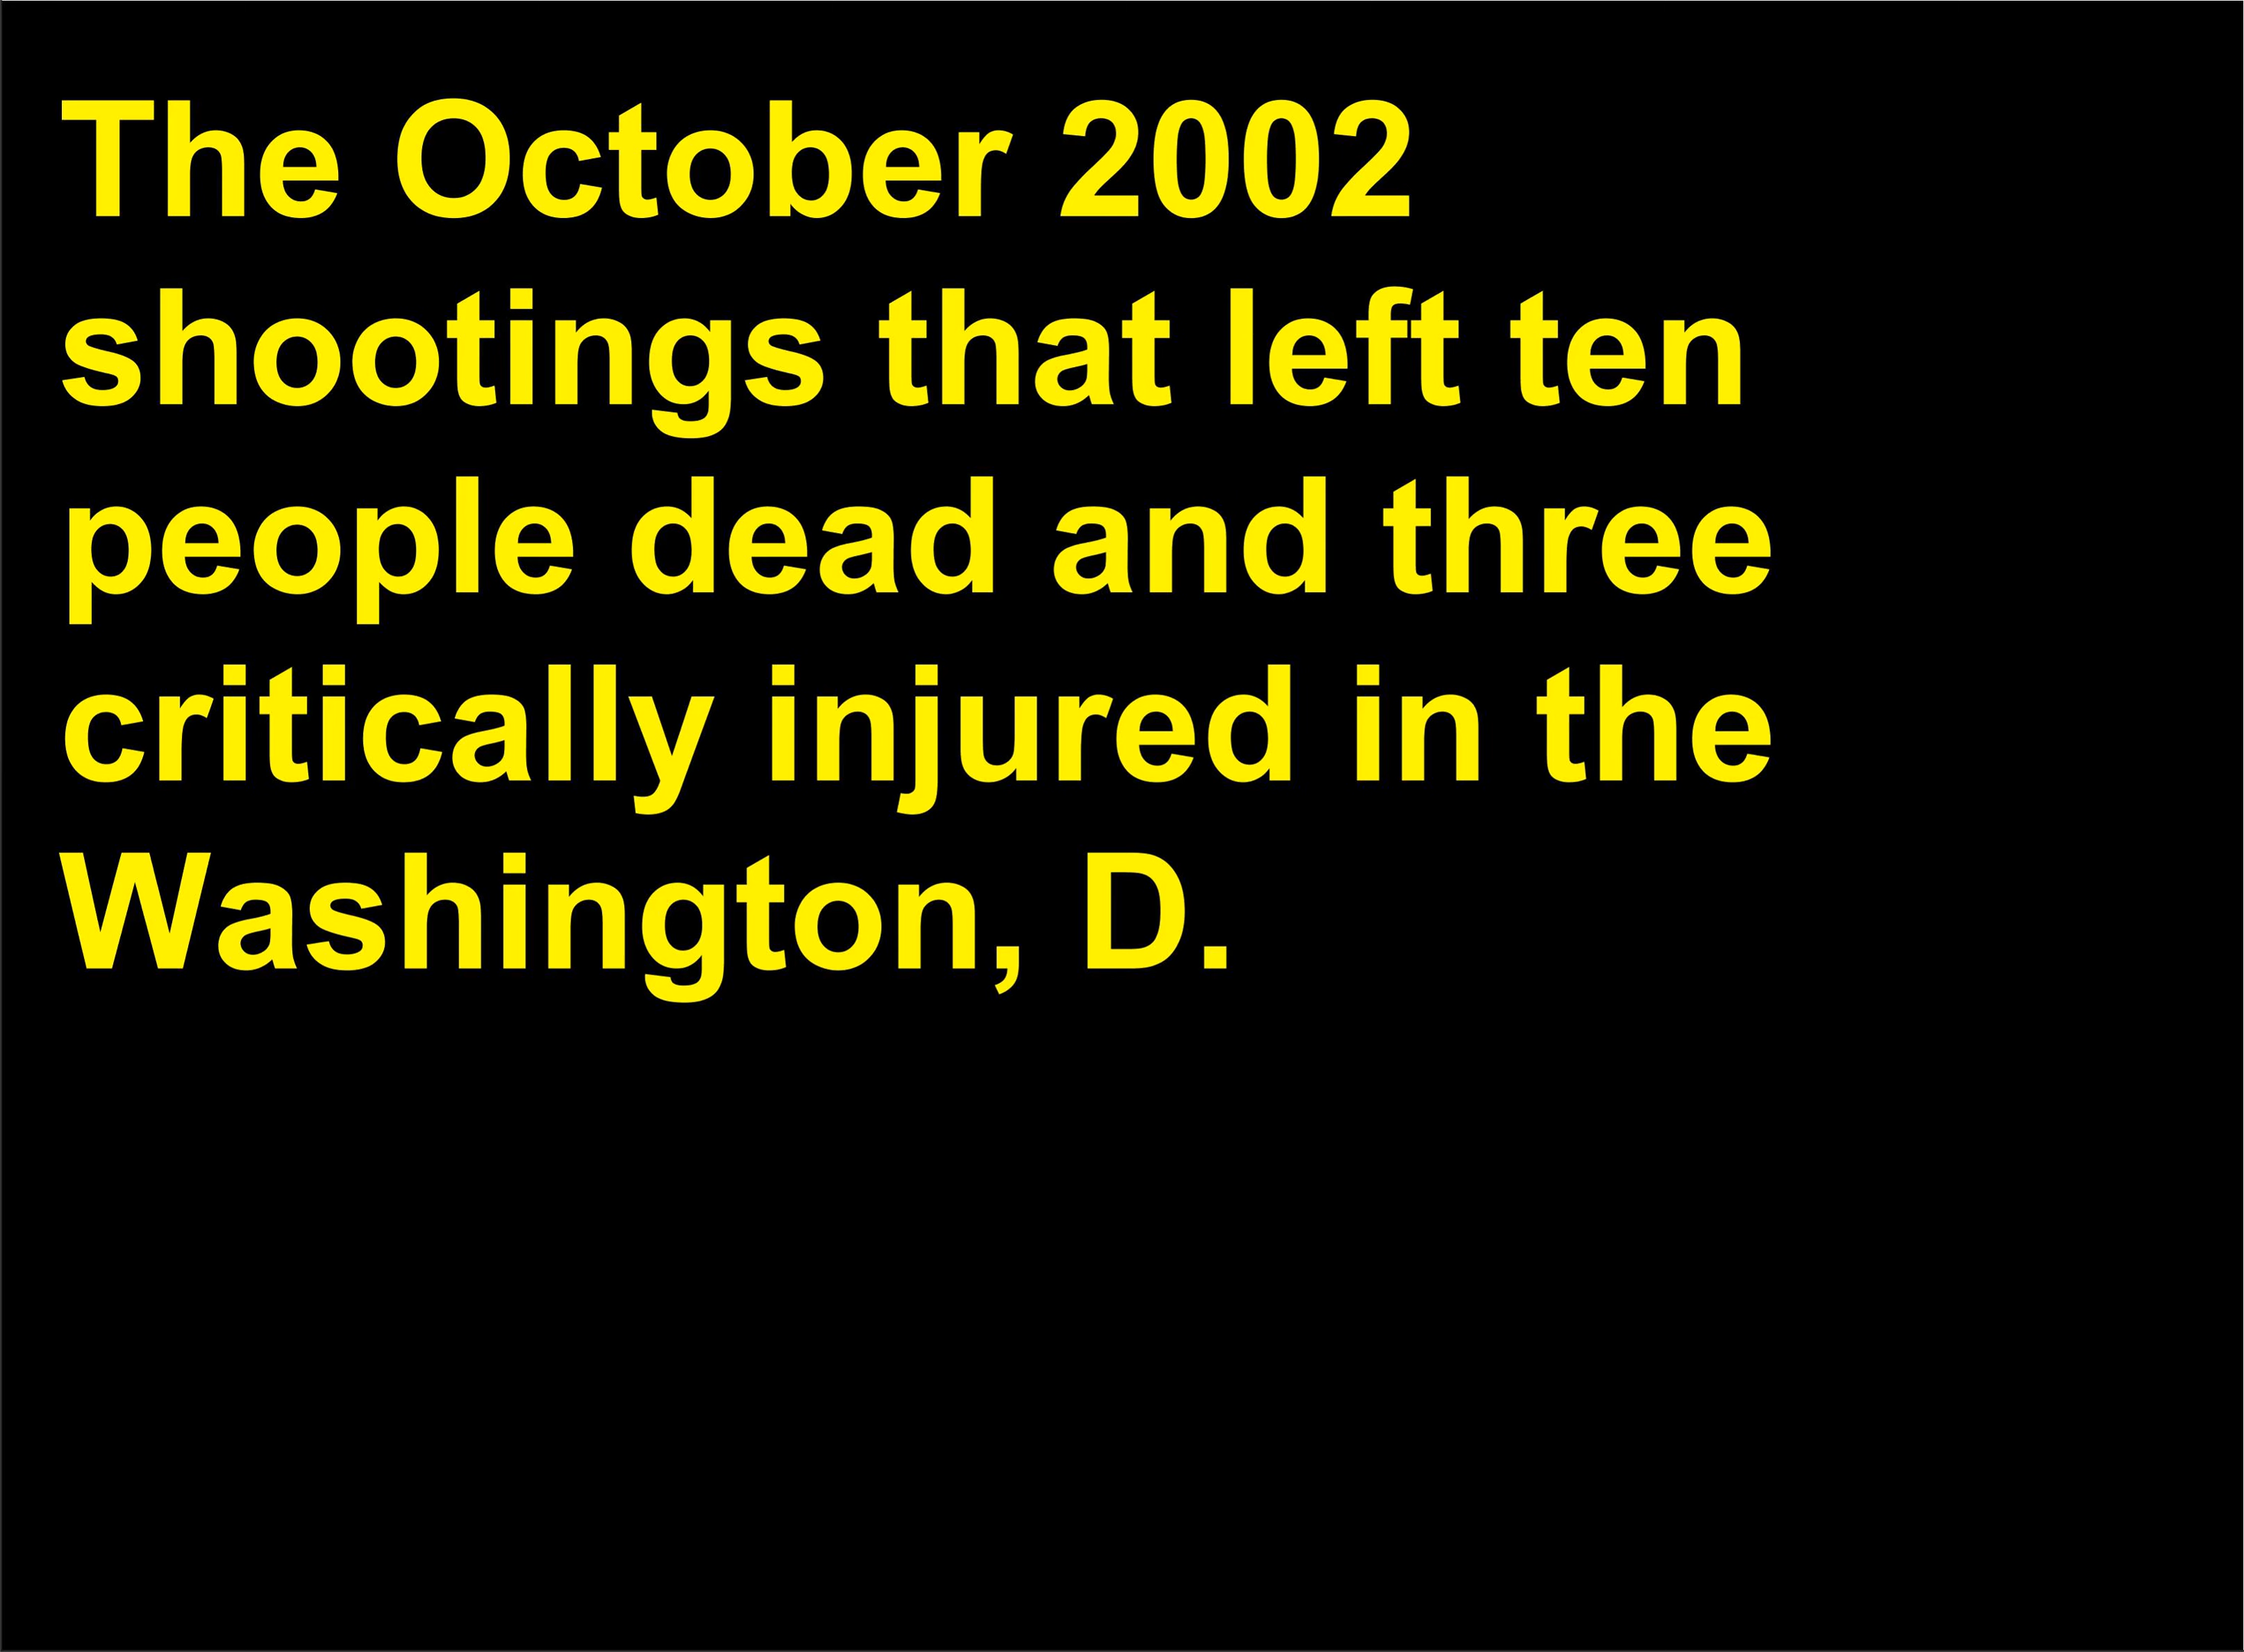 The October 2002
shootings that left ten
people dead and three
critically injured in the
Washington, D.